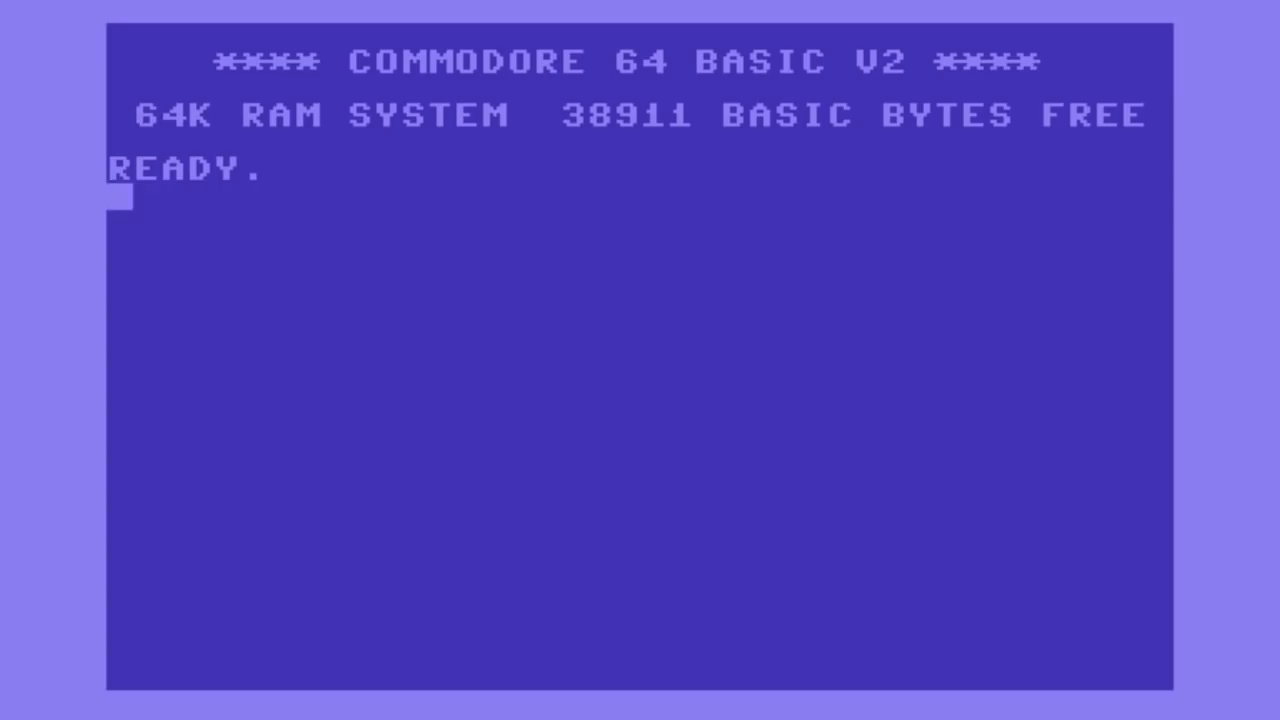 **** COMMODORE 64 BASIC V2 ****
64K RAM SYSTEM  38911 BASIC BYTES FREE
READY.